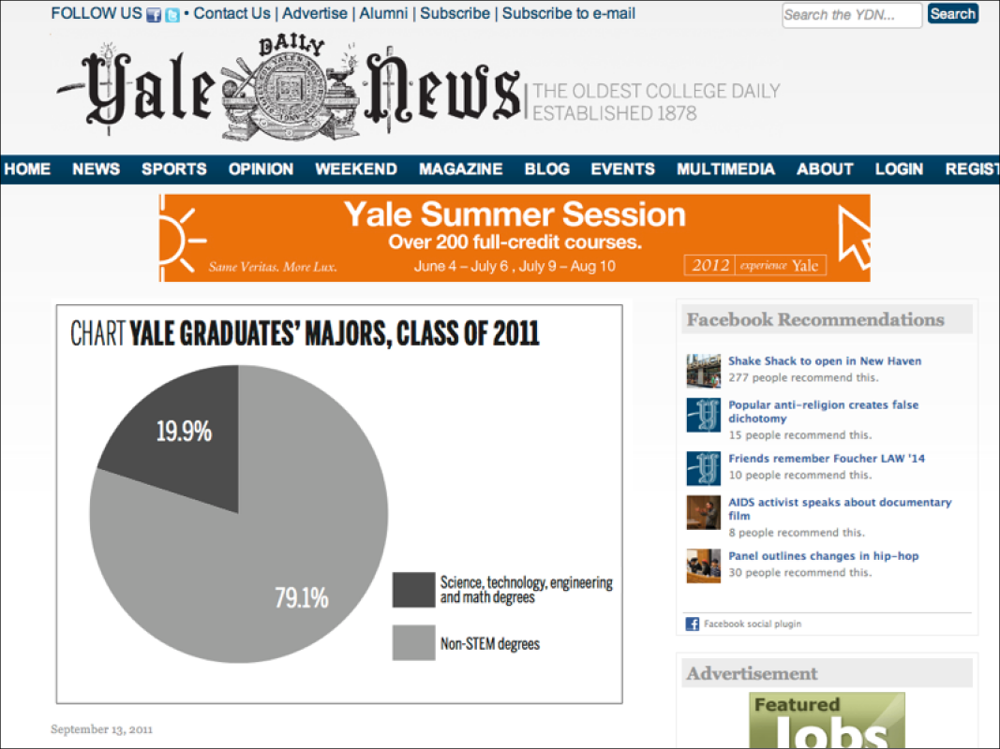 FOLLOW US • Contact Us | Advertise | Alumni | Subscribe | Subscribe to e-mail
Search the YDN...
Search
Yale DAILY News
THE OLDEST COLLEGE DAILY
ESTABLISHED 1878
HOME NEWS SPORTS OPINION WEEKEND MAGAZINE BLOG EVENTS MULTIMEDIA ABOUT LOGIN REGIST
Yale Summer Session
Over 200 full-credit courses.
Same Veritas. More Lux.
June 4 – July 6 , July 9 – Aug 10
2012 experience Yale
CHART YALE GRADUATES' MAJORS, CLASS OF 2011
19.9%
79.1%
Science, technology, engineering
and math degrees
Non-STEM degrees
September 13, 2011
Facebook Recommendations
Shake Shack to open in New Haven
277 people recommend this.
Popular anti-religion creates false
dichotomy
15 people recommend this.
Friends remember Foucher LAW '14
10 people recommend this.
AIDS activist speaks about documentary
film
8 people recommend this.
Panel outlines changes in hip-hop
30 people recommend this.
Facebook social plugin
Advertisement
Featured
Jobs